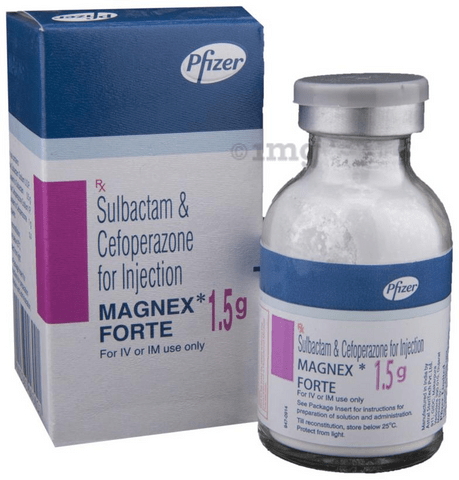 Pfizer
Rx
Sulbactam &
Cefoperazone
for Injection
MAGNEX* 1.5g
FORTE
For IV or IM use only
Pfizer
Rx
Sulbactam & Cefoperazone for Injection
MAGNEX* 1.5g
FORTE
For IV or IM use only
See Package Insert for instructions for
preparation of solution and administration.
Till reconstitution, store below 25°C.
Protect from light.